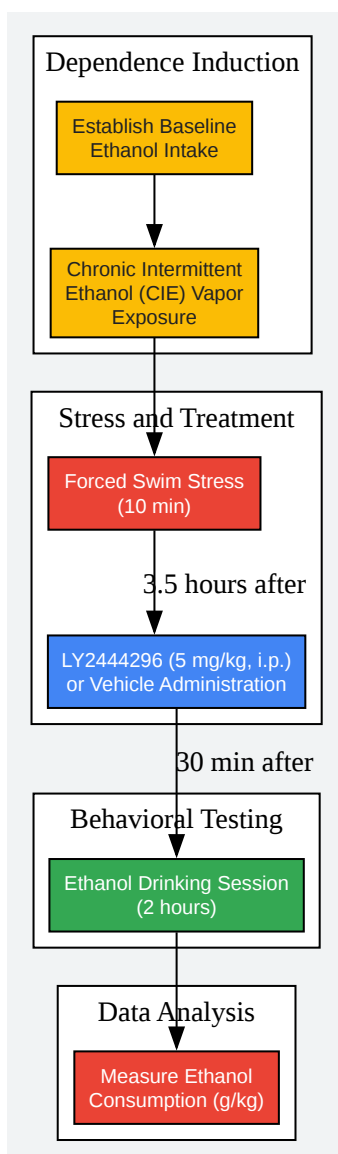 Dependence Induction
Establish Baseline
Ethanol Intake
Chronic Intermittent
Ethanol (CIE) Vapor
Exposure
Stress and Treatment
Forced Swim Stress
(10 min)
3.5 hours after
LY2444296 (5 mg/kg, i.p.)
or Vehicle Administration
30 min after
Behavioral Testing
Ethanol Drinking Session
(2 hours)
Data Analysis
Measure Ethanol
Consumption (g/kg)